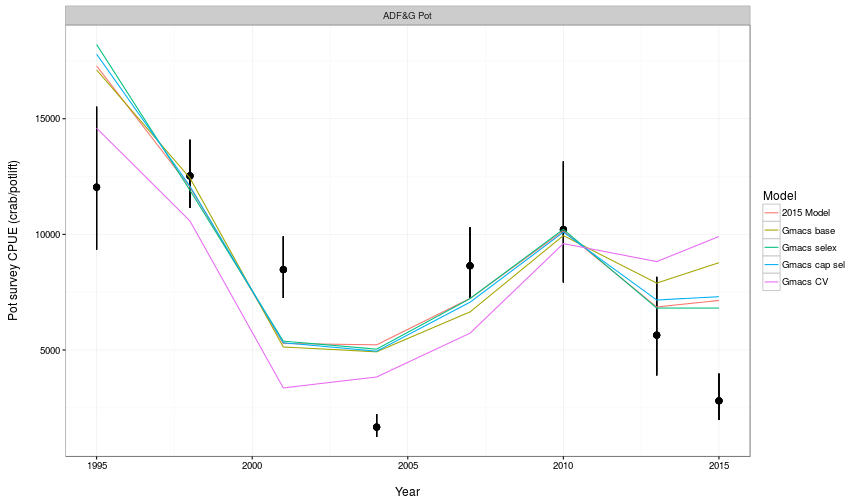 ADF&G Pot
Pot survey CPUE (crab/potlift)
15000
10000
5000
1995
2000
2005
2010
2015
Year
Model
2015 Model
Gmacs base
Gmacs selex
Gmacs cap sel
Gmacs CV